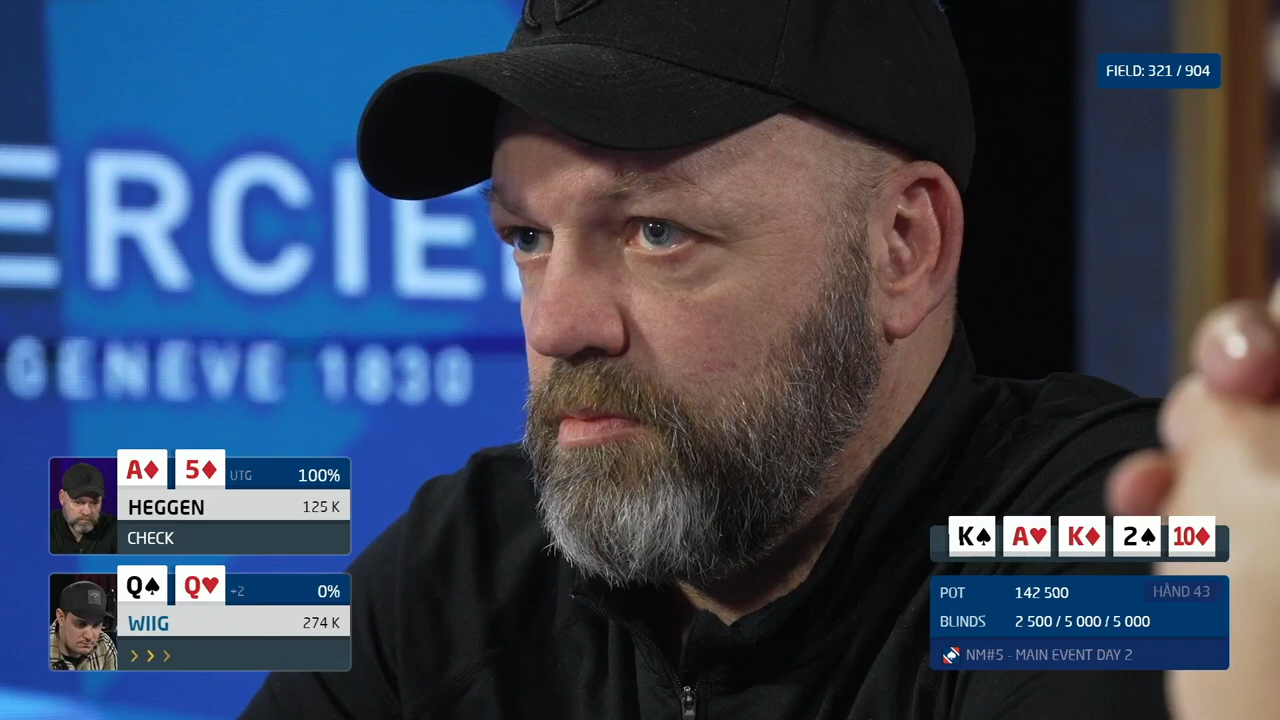 ERCIE
GENEVE 1830
FIELD: 321 / 904
A♦ 5♦ UTG 100%
HEGGEN 125 K
CHECK
Q♠ Q♥ +2 0%
WIIG 274 K
K♠ A♥ K♦ 2♠ 10♦
POT 142 500 HÅND 43
BLINDS 2 500 / 5 000 / 5 000
NM#5 - MAIN EVENT DAY 2